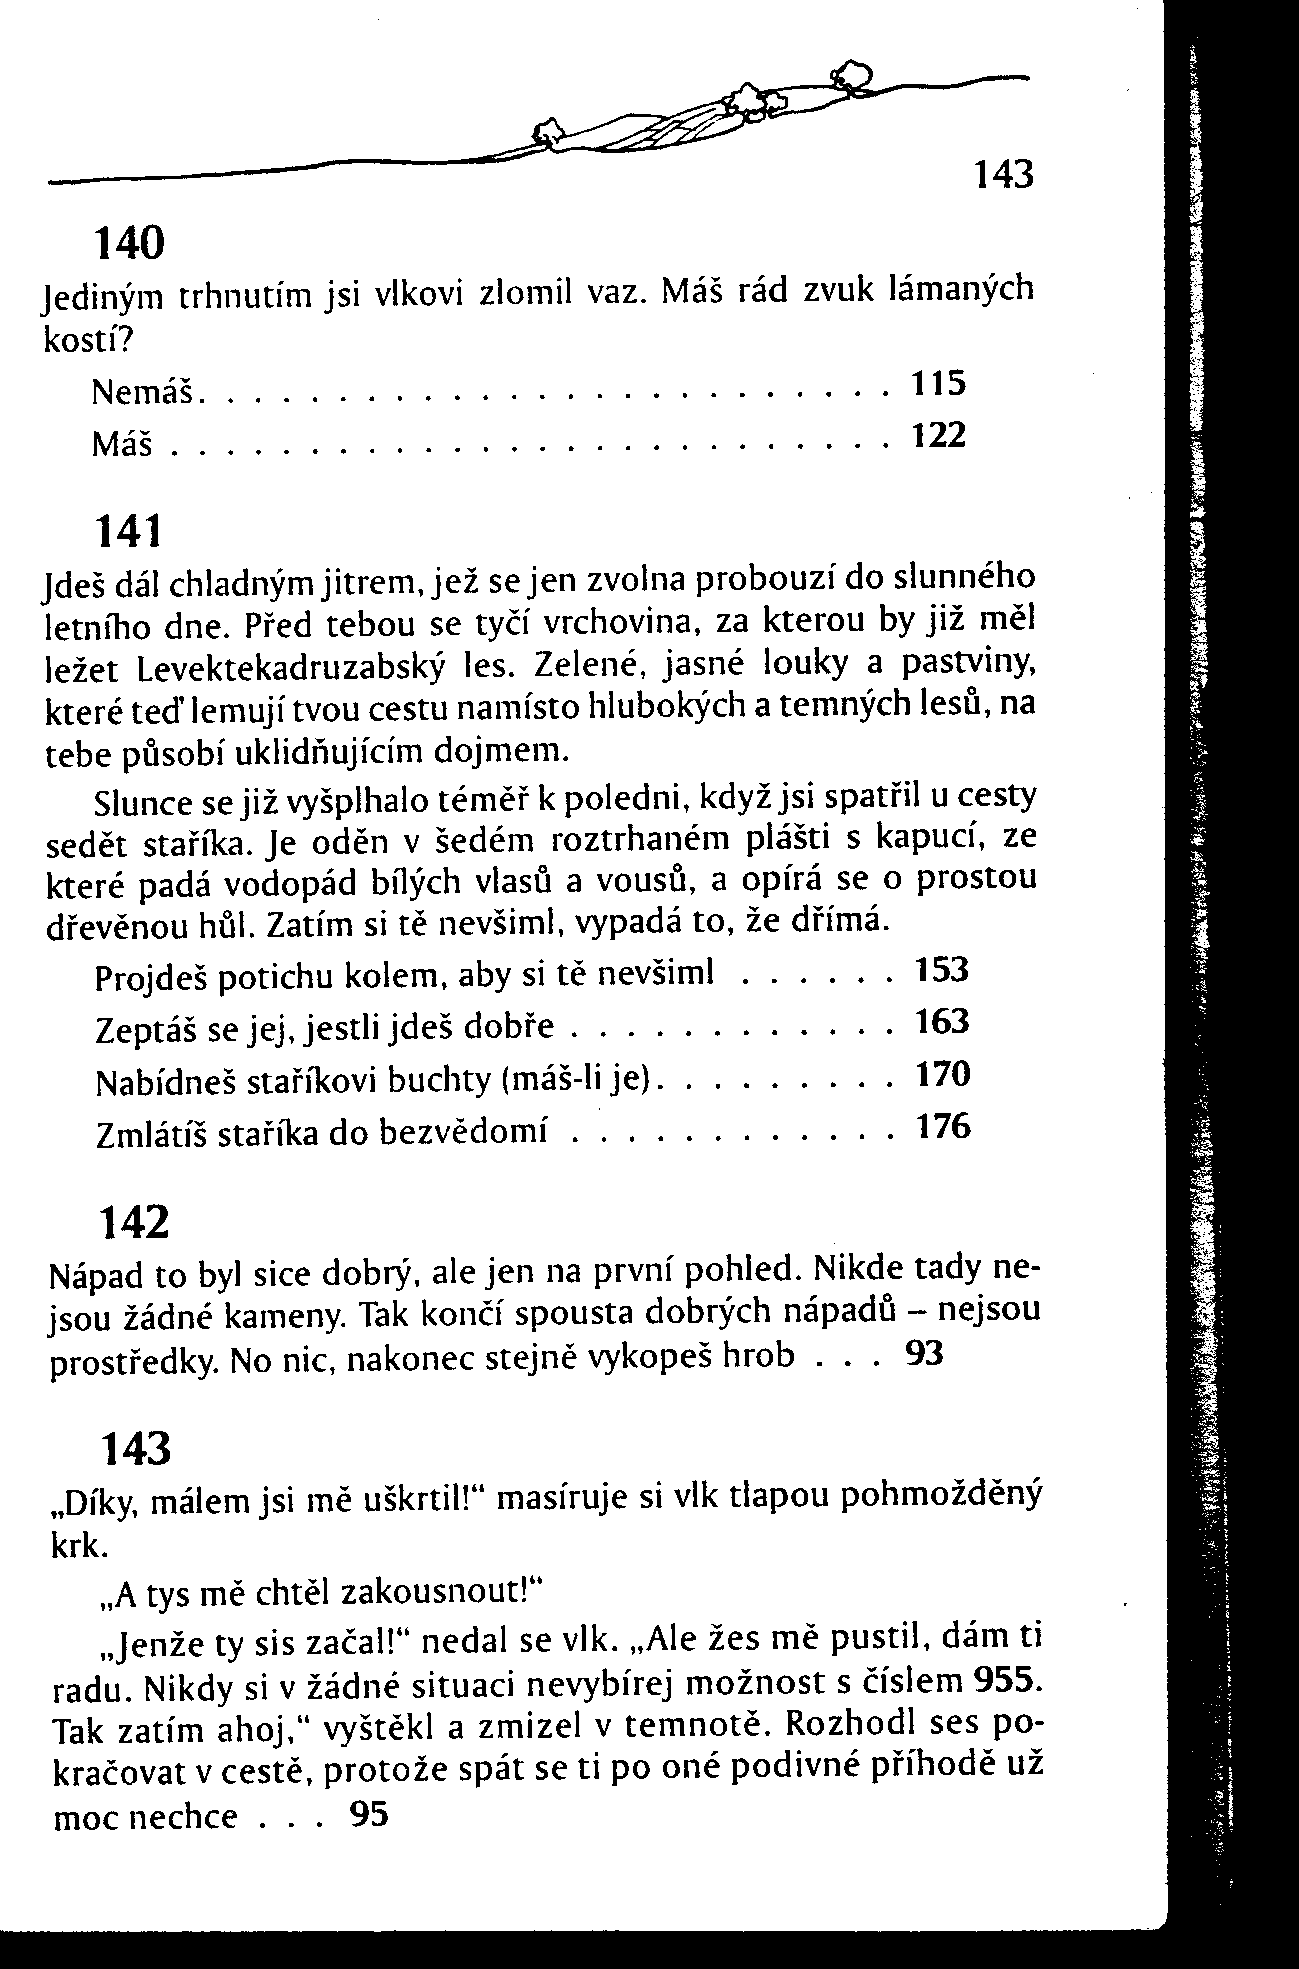 143
140
Jediným trhnutím jsi vlkovi zlomil vaz. Máš rád zvuk lámaných
kostí?
Nemáš. . . . . . . . . . . . . . . . . . . . . . . . . 115
Máš . . . . . . . . . . . . . . . . . . . . . . . . . . 122
141
Jdeš dál chladným jitrem, jež se jen zvolna probouzí do slunného
letního dne. Před tebou se tyčí vrchovina, za kterou by již měl
ležet Levektekadruzabský les. Zelené, jasné louky a pastviny,
které teď lemují tvou cestu namísto hlubokých a temných lesů, na
tebe působí uklidňujícím dojmem.
Slunce se již vyšplhalo téměř k poledni, když jsi spatřil u cesty
sedět staříka. Je oděn v šedém roztrhaném plášti s kapucí, ze
které padá vodopád bílých vlasů a vousů, a opírá se o prostou
dřevěnou hůl. Zatím si tě nevšiml, vypadá to, že dřímá.
Projdeš potichu kolem, aby si tě nevšiml . . . . . . 153
Zeptáš se jej, jestli jdeš dobře . . . . . . . . . . . . 163
Nabídneš staříkovi buchty (máš-li je). . . . . . . . . 170
Zmlátíš staříka do bezvědomí . . . . . . . . . . . . 176
142
Nápad to byl sice dobrý, ale jen na první pohled. Nikde tady ne-
jsou žádné kameny. Tak končí spousta dobrých nápadů – nejsou
prostředky. No nic, nakonec stejně vykopeš hrob . . . 93
143
„Díky, málem jsi mě uškrtil!“ masíruje si vlk tlapou pohmožděný
krk.
„A tys mě chtěl zakousnout!“
„Jenže ty sis začal!“ nedal se vlk. „Ale žes mě pustil, dám ti
radu. Nikdy si v žádné situaci nevybírej možnost s číslem 955.
Tak zatím ahoj,“ vyštěkl a zmizel v temnotě. Rozhodl ses po-
kračovat v cestě, protože spát se ti po oné podivné příhodě už
moc nechce . . . 95